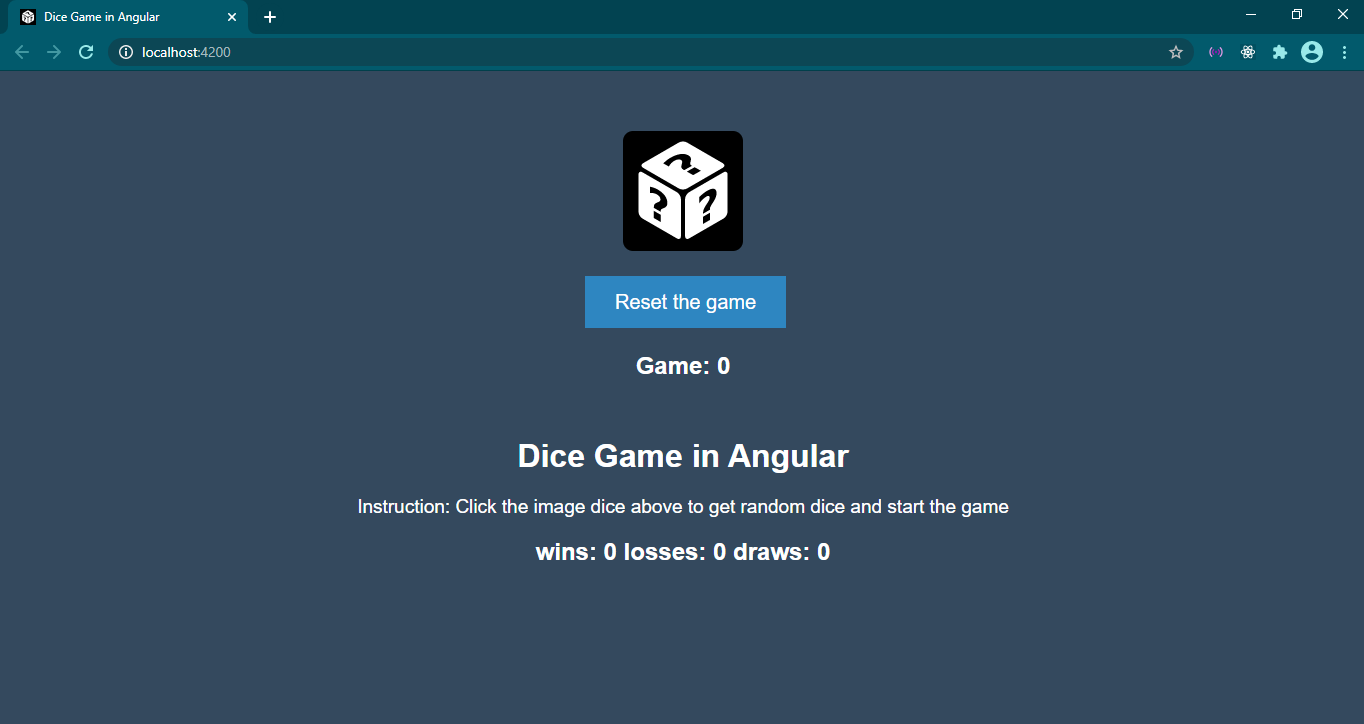 Dice Game in Angular
localhost:4200
? ? ?
Reset the game
Game: 0
Dice Game in Angular
Instruction: Click the image dice above to get random dice and start the game
wins: 0 losses: 0 draws: 0